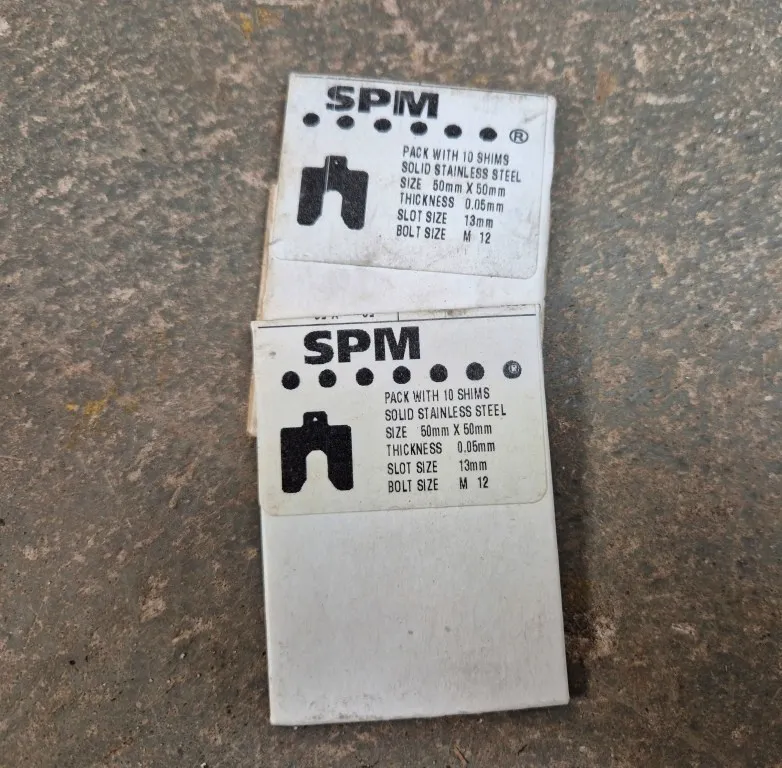 SPM
®
PACK WITH 10 SHIMS
SOLID STAINLESS STEEL
SIZE 50mm X 50mm
THICKNESS 0.05mm
SLOT SIZE 13mm
BOLT SIZE M 12
SPM
®
PACK WITH 10 SHIMS
SOLID STAINLESS STEEL
SIZE 50mm X 50mm
THICKNESS 0,05mm
SLOT SIZE 13mm
BOLT SIZE M 12